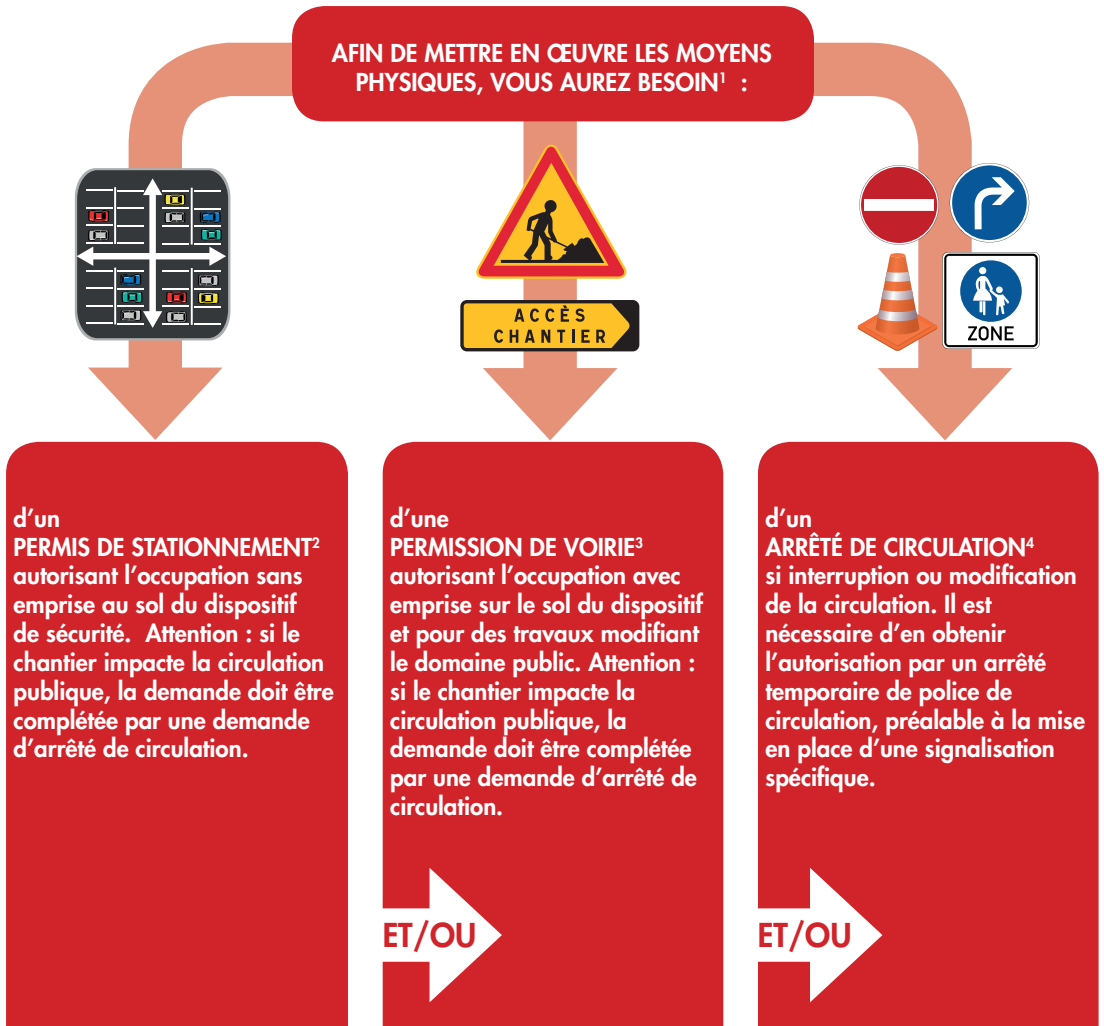 AFIN DE METTRE EN ŒUVRE LES MOYENS
PHYSIQUES, VOUS AUREZ BESOIN¹ :
ACCÈS
CHANTIER
ZONE
d’un
PERMIS DE STATIONNEMENT²
autorisant l’occupation sans
emprise au sol du dispositif
de sécurité. Attention : si le
chantier impacte la circulation
publique, la demande doit être
complétée par une demande
d’arrêté de circulation.
d’une
PERMISSION DE VOIRIE³
autorisant l’occupation avec
emprise sur le sol du dispositif
et pour des travaux modifiant
le domaine public. Attention :
si le chantier impacte la
circulation publique, la
demande doit être complétée
par une demande d’arrêté de
circulation.
ET/OU
d’un
ARRÊTÉ DE CIRCULATION⁴
si interruption ou modification
de la circulation. Il est
nécessaire d’en obtenir
l’autorisation par un arrêté
temporaire de police de
circulation, préalable à la mise
en place d’une signalisation
spécifique.
ET/OU